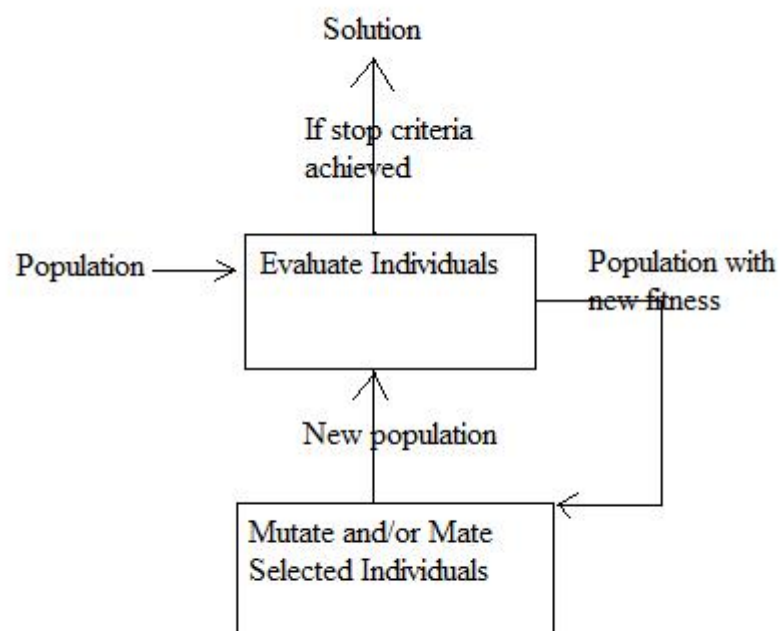 Solution
If stop criteria
achieved
Population
Evaluate Individuals
Population with
new fitness
New population
Mutate and/or Mate
Selected Individuals